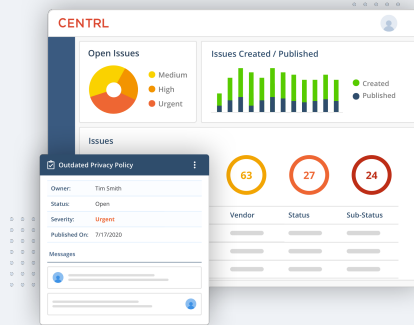 CENTRL
Open Issues
Medium
High
Urgent
Issues Created / Published
Created
Published
Issues
63
27
24
Vendor
Status
Sub-Status
Outdated Privacy Policy
Owner: Tim Smith
Status: Open
Severity: Urgent
Published On: 7/17/2020
Messages